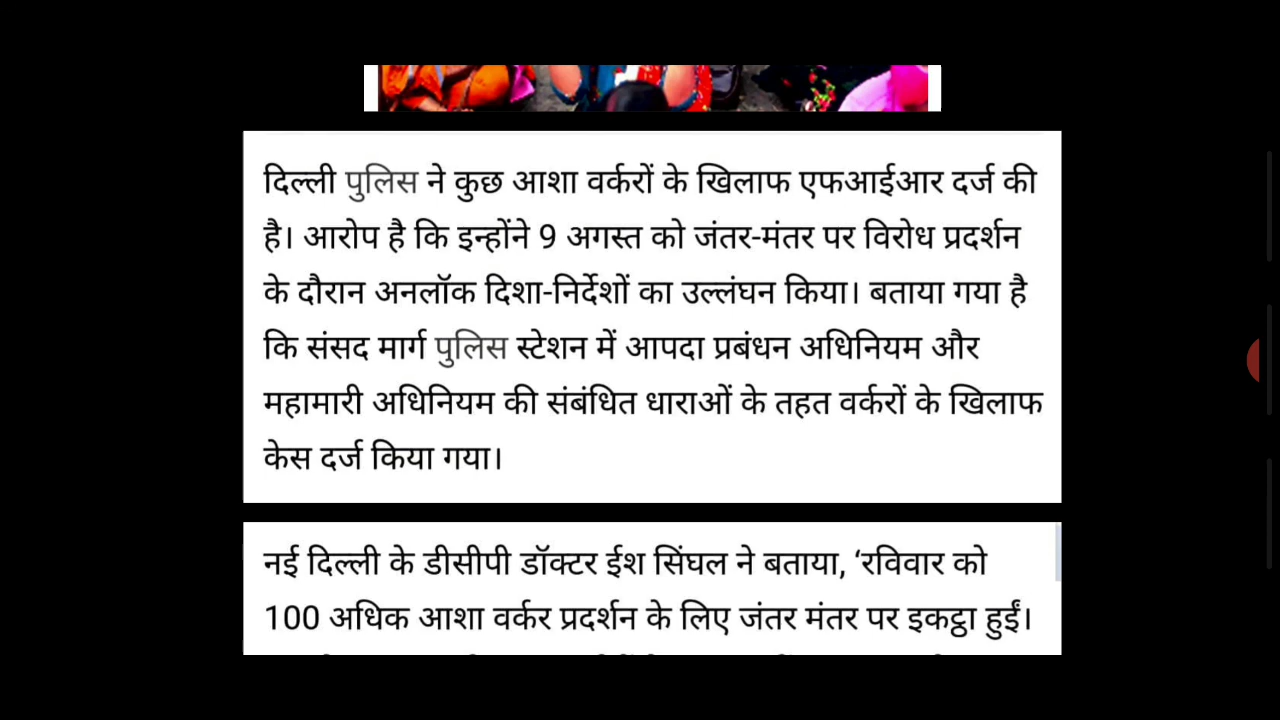 दिल्ली पुलिस ने कुछ आशा वर्करों के खिलाफ एफआईआर दर्ज की
है। आरोप है कि इन्होंने 9 अगस्त को जंतर-मंतर पर विरोध प्रदर्शन
के दौरान अनलॉक दिशा-निर्देशों का उल्लंघन किया। बताया गया है
कि संसद मार्ग पुलिस स्टेशन में आपदा प्रबंधन अधिनियम और
महामारी अधिनियम की संबंधित धाराओं के तहत वर्करों के खिलाफ
केस दर्ज किया गया।
नई दिल्ली के डीसीपी डॉक्टर ईश सिंघल ने बताया, ‘रविवार को
100 अधिक आशा वर्कर प्रदर्शन के लिए जंतर मंतर पर इकट्ठा हुईं।